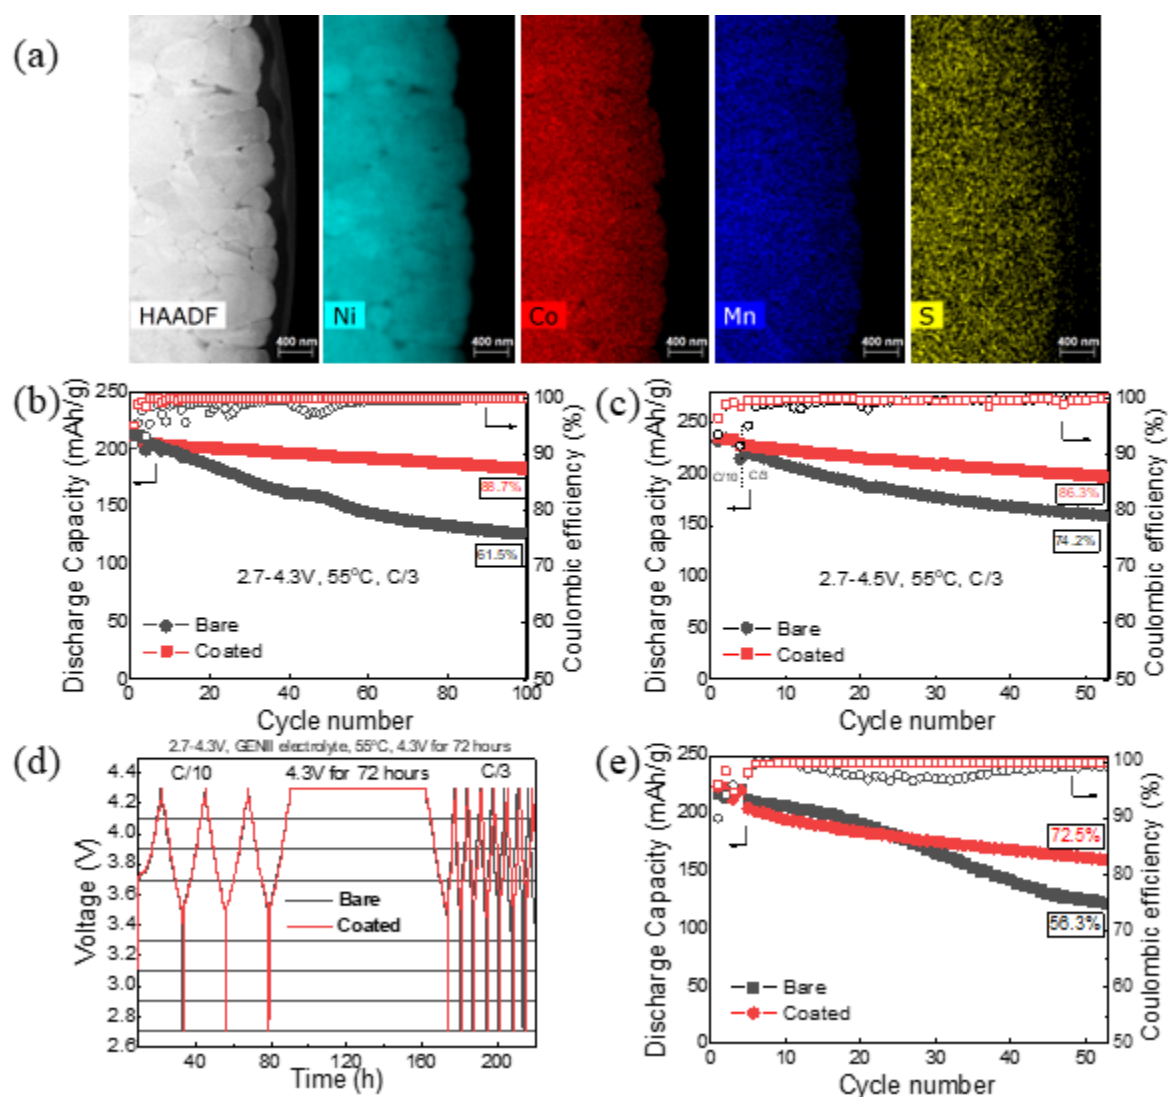 (a)
HAADF
400 nm
Ni
400 nm
Co
400 nm
Mn
400 nm
S
400 nm
(b)
Discharge Capacity (mAh/g)
250
200
150
100
50
0
88.7%
61.5%
2.7-4.3V, 55°C, C/3
Bare
Coated
100
90
80
70
60
50
Coulombic efficiency (%)
0 20 40 60 80 100
Cycle number
(c)
Discharge Capacity (mAh/g)
250
200
150
100
50
0
C/10
C/3
86.3%
74.2%
2.7-4.5V, 55°C, C/3
Bare
Coated
100
90
80
70
60
50
Coulombic efficiency (%)
0 10 20 30 40 50
Cycle number
(d)
2.7-4.3V, GENII electrolyte, 55°C, 4.3V for 72 hours
C/10 4.3V for 72 hours C/3
Voltage (V)
4.4
4.2
4.0
3.8
3.6
3.4
3.2
3.0
2.8
2.6
Bare
Coated
40 80 120 160 200
Time (h)
(e)
Discharge Capacity (mAh/g)
250
200
150
100
50
0
72.5%
56.3%
Bare
Coated
100
90
80
70
60
50
Coulombic efficiency (%)
0 10 20 30 40 50
Cycle number